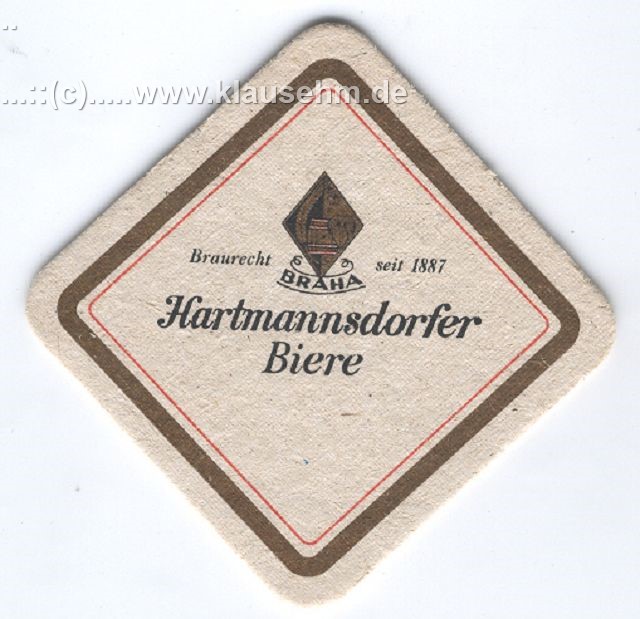 ...::(c).....www.klausehm.de
Braurecht seit 1887
BRAHA
Hartmannsdorfer
Biere